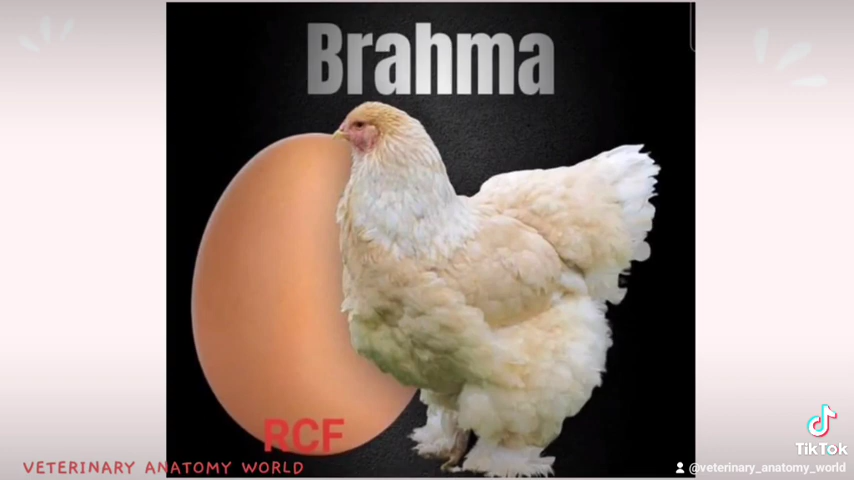 Brahma
RCF
VETERINARY ANATOMY WORLD
TikTok
@veterinary_anatomy_world